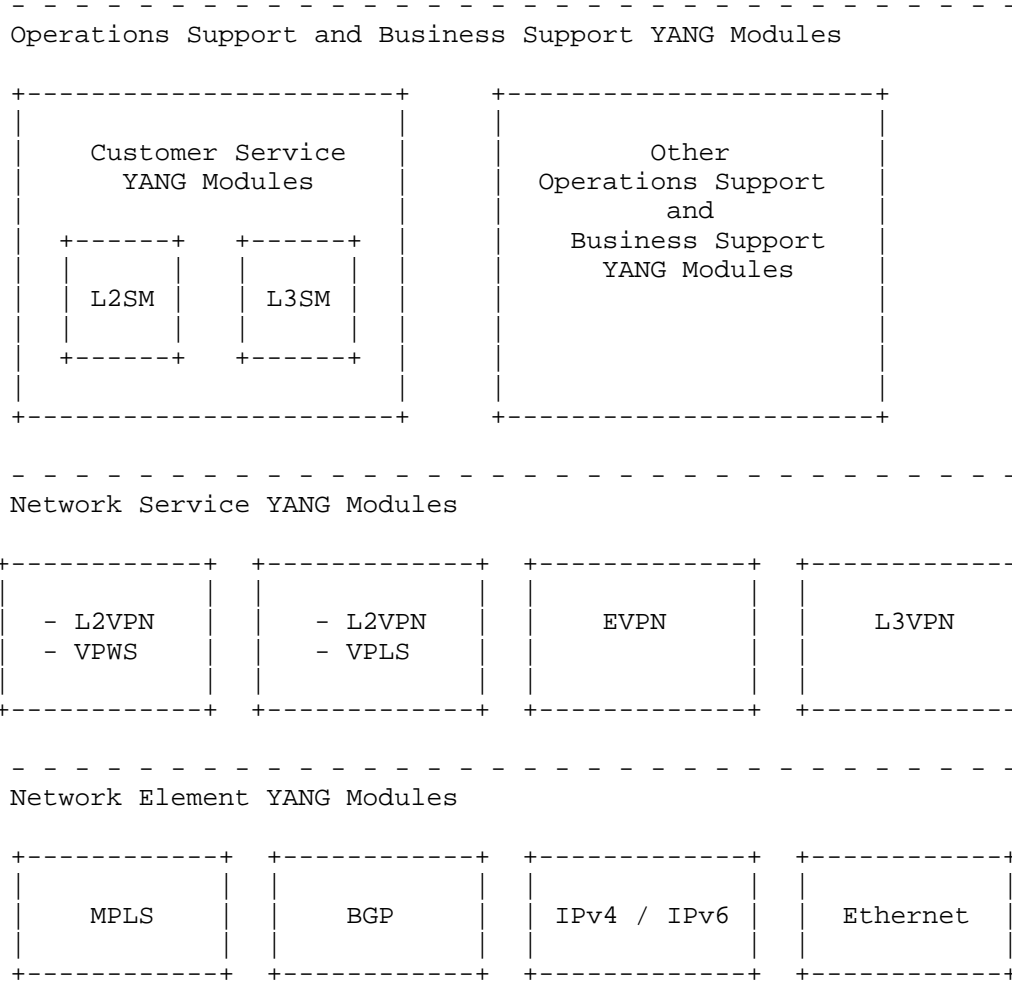 Operations Support and Business Support YANG Modules
Customer Service
YANG Modules
L2SM
L3SM
Other
Operations Support
and
Business Support
YANG Modules
Network Service YANG Modules
- L2VPN
- VPWS
- L2VPN
- VPLS
EVPN
L3VPN
Network Element YANG Modules
MPLS
BGP
IPv4 / IPv6
Ethernet